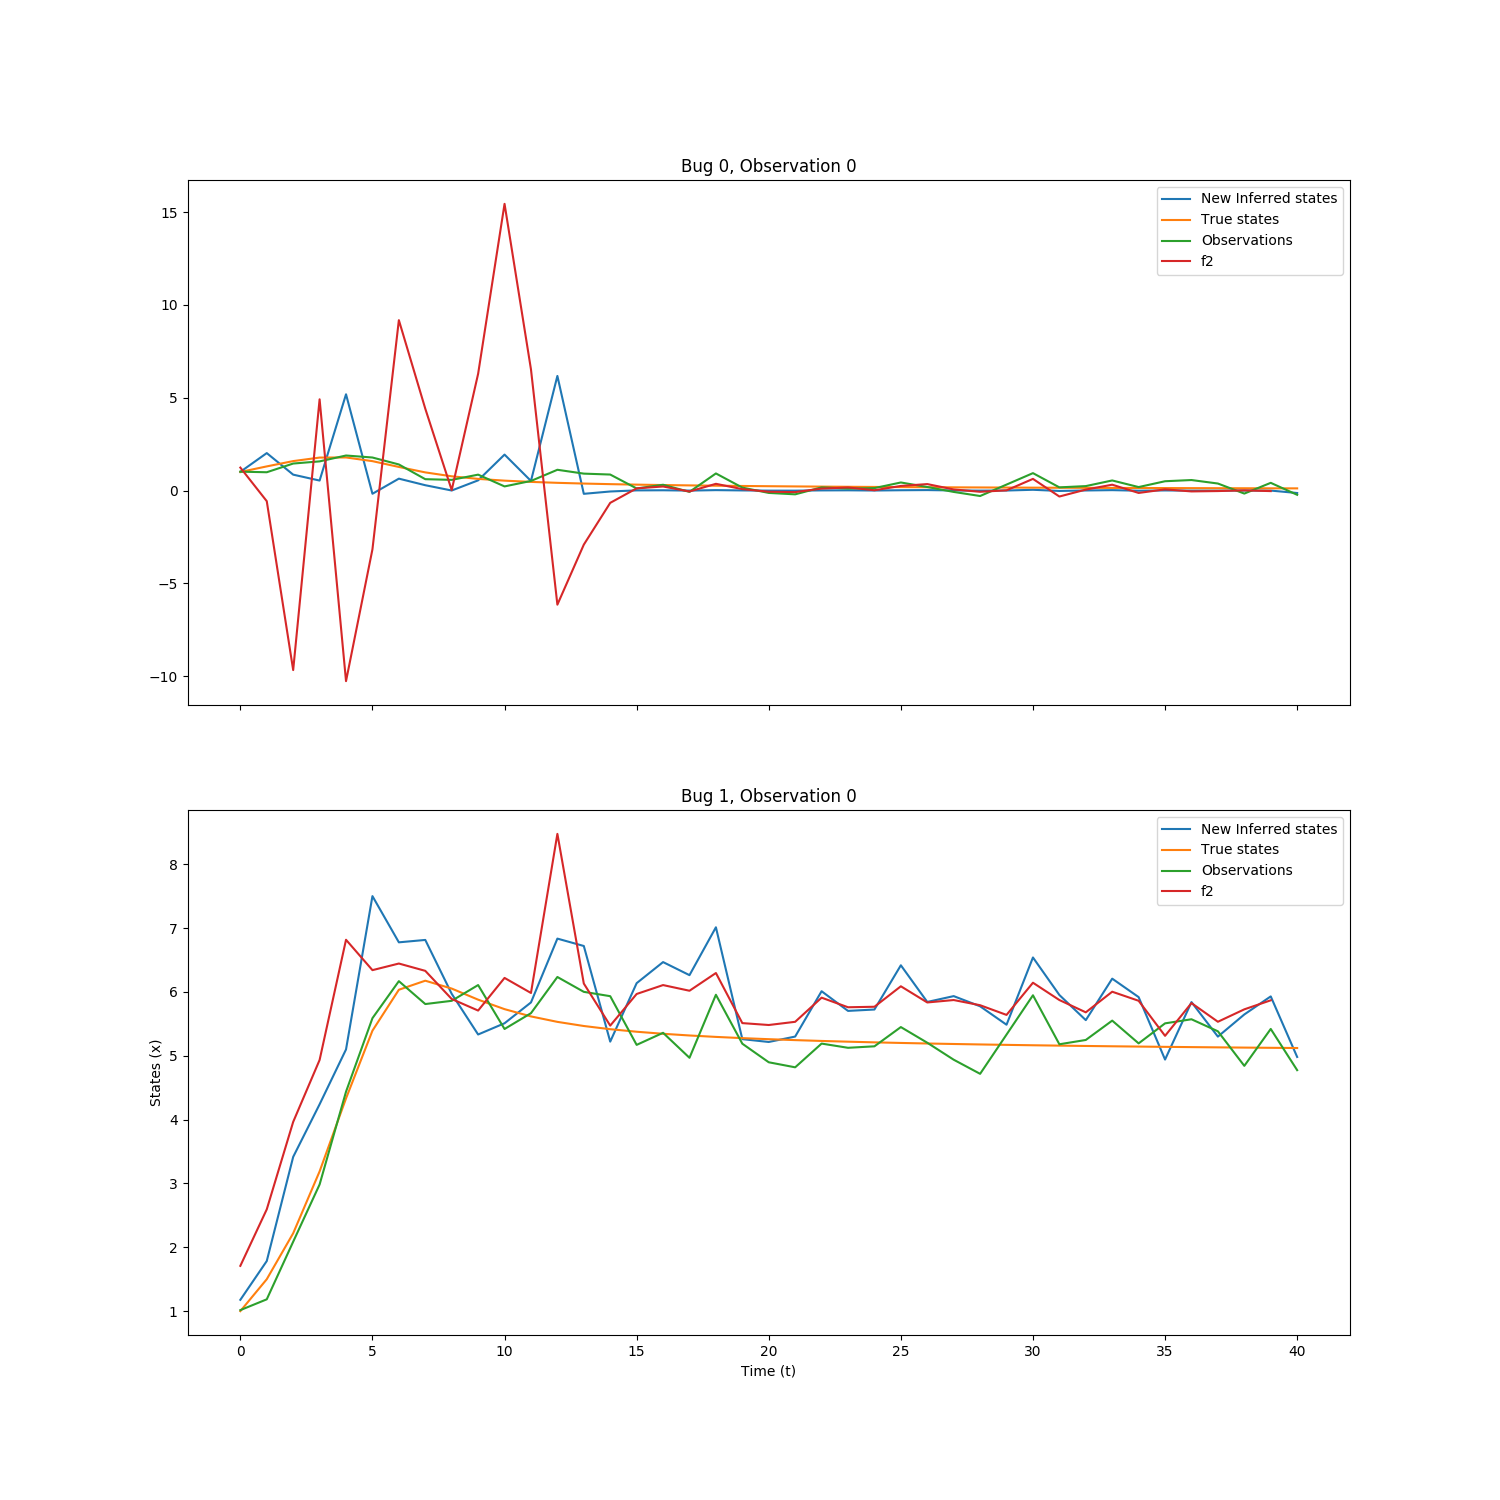 Bug 0, Observation 0
New Inferred states
True states
Observations
f2
15
10
5
0
−5
−10
Bug 1, Observation 0
New Inferred states
True states
Observations
f2
8
7
6
5
4
3
2
1
States (x)
0 5 10 15 20 25 30 35 40
Time (t)